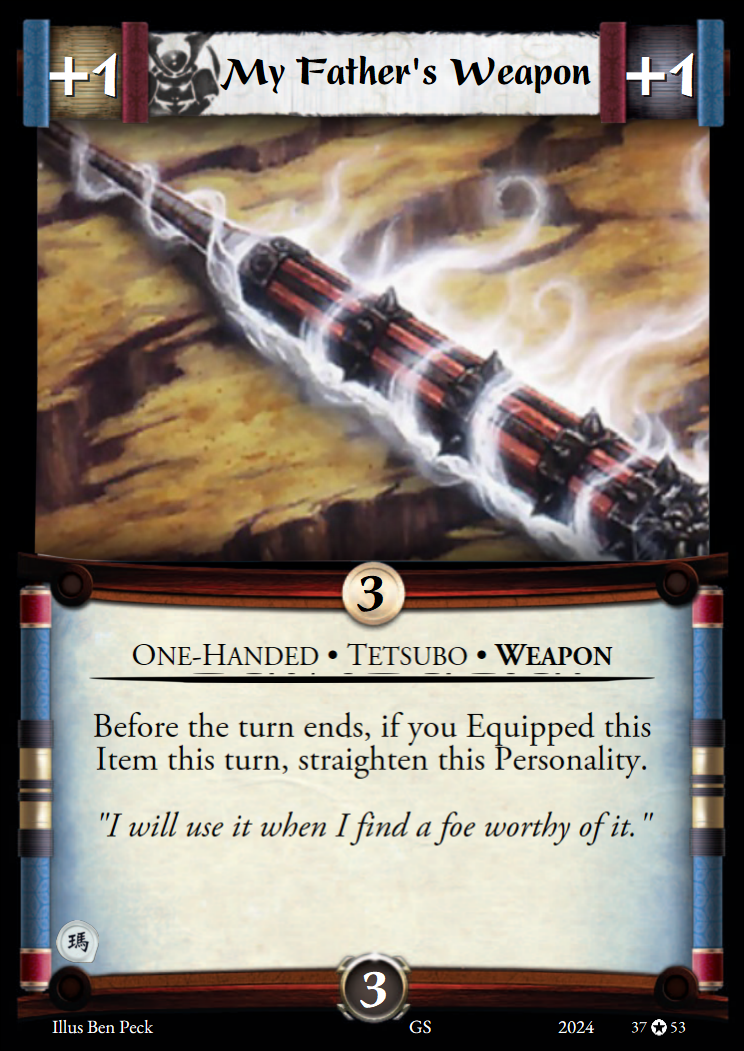 +1 My Father's Weapon +1
3
One-Handed • Tetsubo • Weapon
Before the turn ends, if you Equipped this
Item this turn, straighten this Personality.
"I will use it when I find a foe worthy of it."
瑪
3
Illus Ben Peck GS 2024 37 53